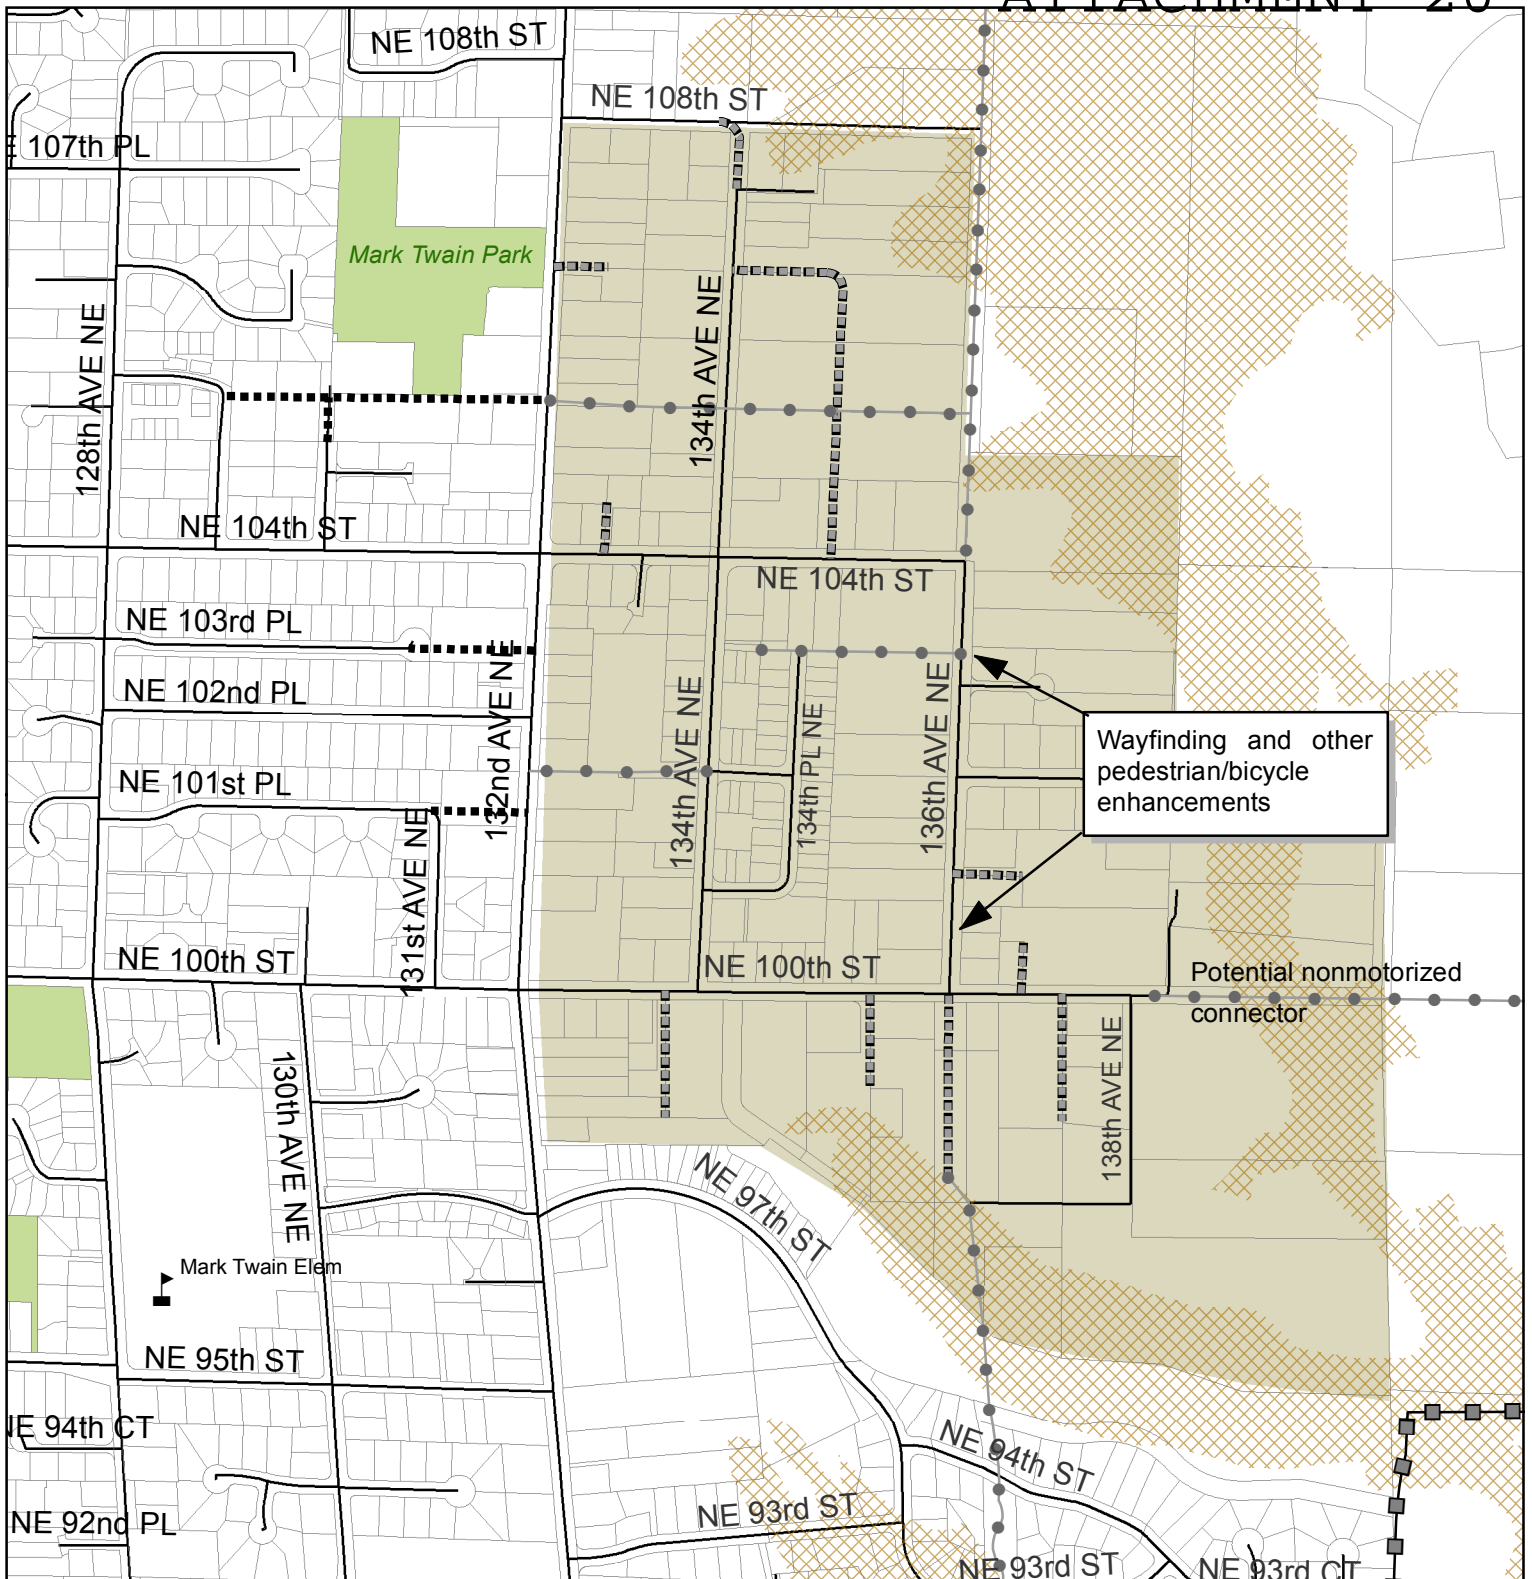 ATTACHMENT 20
NE 108th ST
NE 108th ST
E 107th PL
Mark Twain Park
128th AVE NE
134th AVE NE
NE 104th ST
NE 104th ST
NE 103rd PL
NE 102nd PL
132nd AVE NE
134th AVE NE
134th PL NE
136th AVE NE
Wayfinding and other
pedestrian/bicycle
enhancements
NE 101st PL
131st AVE NE
NE 100th ST
NE 100th ST
Potential nonmotorized
connector
130th AVE NE
138th AVE NE
NE 97th ST
Mark Twain Elem
NE 95th ST
NE 94th CT
NE 94th ST
NE 92nd PL
NE 93rd ST
NE 93rd ST
NE 93rd CT